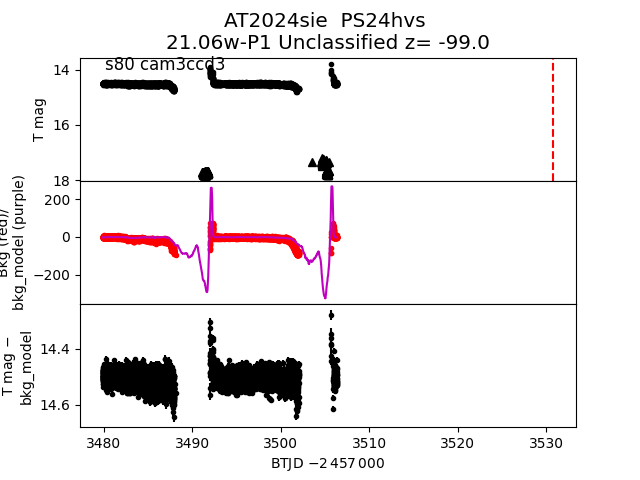 AT2024sie PS24hvs
21.06w-P1 Unclassified z= -99.0
s80 cam3ccd3
T mag
14
16
18
Bkg (red)/
bkg_model (purple)
200
0
−200
T mag −
bkg_model
14.4
14.6
3480 3490 3500 3510 3520 3530
BTJD −2 457 000